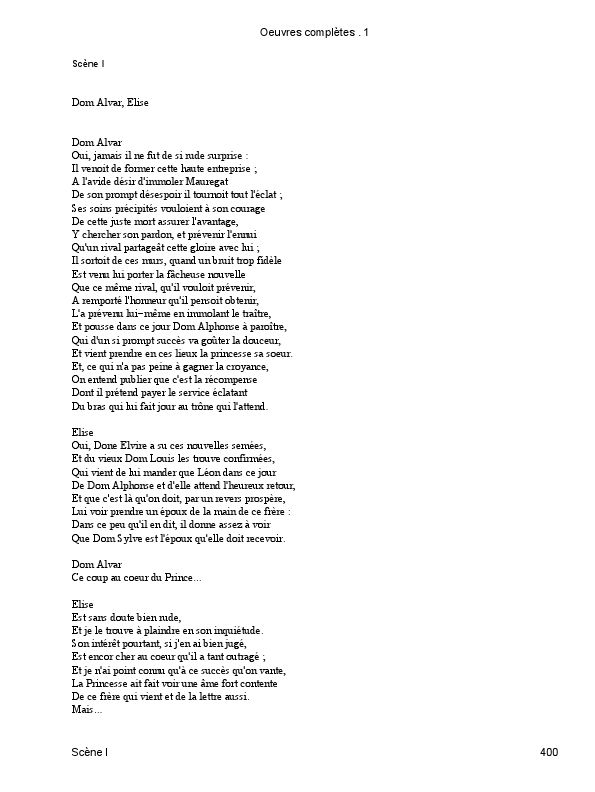 Oeuvres complètes . 1
Scène I
Dom Alvar, Elise
Dom Alvar
Oui, jamais il ne fut de si rude surprise :
Il venoit de former cette haute entreprise ;
A l'avide désir d'immoler Mauregat
De son prompt désespoir il tournoit tout l'éclat ;
Ses soins précipités vouloient à son courage
De cette juste mort assurer l'avantage,
Y chercher son pardon, et prévenir l'ennui
Qu'un rival partageât cette gloire avec lui ;
Il sortoit de ces murs, quand un bruit trop fidèle
Est venu lui porter la fâcheuse nouvelle
Que ce même rival, qu'il vouloit prévenir,
A remporté l'honneur qu'il pensoit obtenir,
L'a prévenu lui-même en immolant le traître,
Et pousse dans ce jour Dom Alphonse à paroître,
Qui d'un si prompt succès va goûter la douceur,
Et vient prendre en ces lieux la princesse sa soeur.
Et, ce qui n'a pas peine à gagner la croyance,
On entend publier que c'est la récompense
Dont il prétend payer le service éclatant
Du bras qui lui fait jour au trône qui l'attend.
Elise
Oui, Done Elvire a su ces nouvelles semées,
Et du vieux Dom Louis les trouve confirmées,
Qui vient de lui mander que Léon dans ce jour
De Dom Alphonse et d'elle attend l'heureux retour,
Et que c'est là qu'on doit, par un revers prospère,
Lui voir prendre un époux de la main de ce frère :
Dans ce peu qu'il en dit, il donne assez à voir
Que Dom Sylve est l'époux qu'elle doit recevoir.
Dom Alvar
Ce coup au coeur du Prince...
Elise
Est sans doute bien rude,
Et je le trouve à plaindre en son inquiétude.
Son intérêt pourtant, si j'en ai bien jugé,
Est encor cher au coeur qu'il a tant outragé ;
Et je n'ai point connu qu'à ce succès qu'on vante,
La Princesse ait fait voir une âme fort contente
De ce frère qui vient et de la lettre aussi.
Mais...
Scène I
400